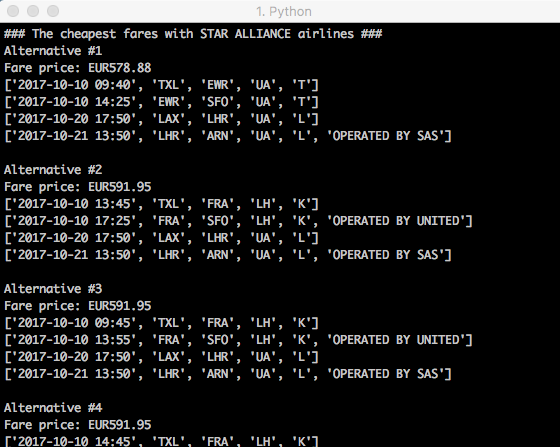 1. Python
### The cheapest fares with STAR ALLIANCE airlines ###
Alternative #1
Fare price: EUR578.88
['2017-10-10 09:40', 'TXL', 'EWR', 'UA', 'T']
['2017-10-10 14:25', 'EWR', 'SFO', 'UA', 'T']
['2017-10-20 17:50', 'LAX', 'LHR', 'UA', 'L']
['2017-10-21 13:50', 'LHR', 'ARN', 'UA', 'L', 'OPERATED BY SAS']
Alternative #2
Fare price: EUR591.95
['2017-10-10 13:45', 'TXL', 'FRA', 'LH', 'K']
['2017-10-10 17:25', 'FRA', 'SFO', 'LH', 'K', 'OPERATED BY UNITED']
['2017-10-20 17:50', 'LAX', 'LHR', 'UA', 'L']
['2017-10-21 13:50', 'LHR', 'ARN', 'UA', 'L', 'OPERATED BY SAS']
Alternative #3
Fare price: EUR591.95
['2017-10-10 09:45', 'TXL', 'FRA', 'LH', 'K']
['2017-10-10 13:55', 'FRA', 'SFO', 'LH', 'K', 'OPERATED BY UNITED']
['2017-10-20 17:50', 'LAX', 'LHR', 'UA', 'L']
['2017-10-21 13:50', 'LHR', 'ARN', 'UA', 'L', 'OPERATED BY SAS']
Alternative #4
Fare price: EUR591.95
['2017-10-10 14:45', 'TXL', 'FRA', 'LH', 'K']